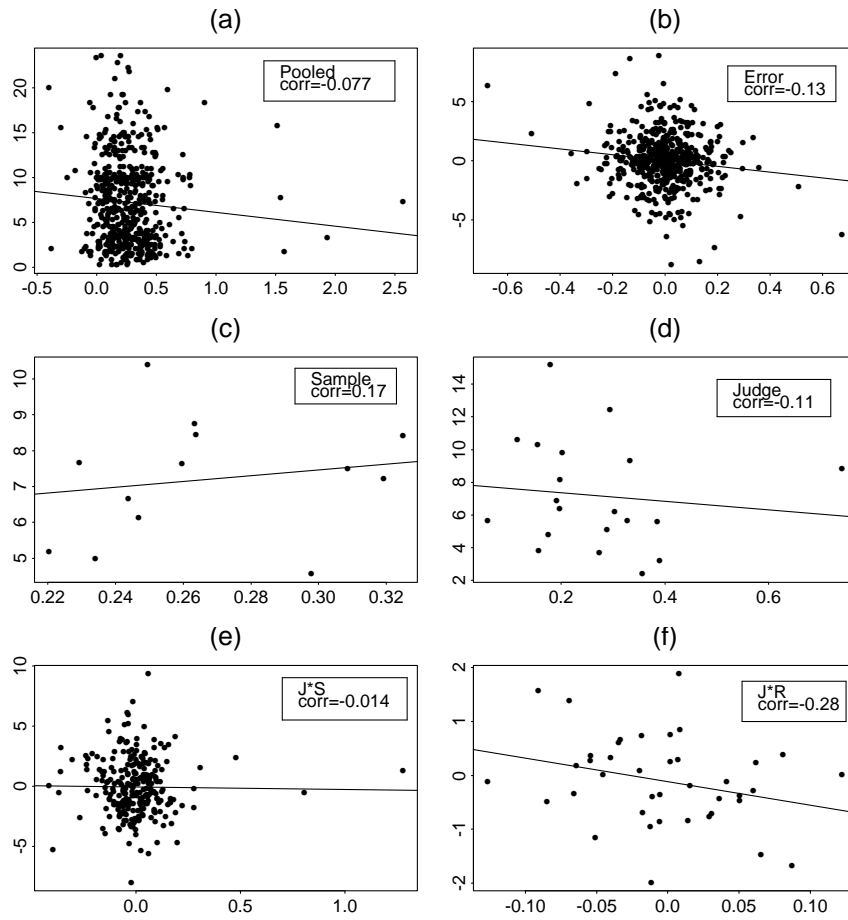 (a)
Pooled
corr=-0.077
0 5 10 15 20
-0.5 0.0 0.5 1.0 1.5 2.0 2.5
(b)
Error
corr=-0.13
-5 0 5
-0.6 -0.4 -0.2 0.0 0.2 0.4 0.6
(c)
Sample
corr=0.17
5 6 7 8 9 10
0.22 0.24 0.26 0.28 0.30 0.32
(d)
Judge
corr=-0.11
2 4 6 8 10 12 14
0.2 0.4 0.6
(e)
J*S
corr=-0.014
-5 0 5 10
0.0 0.5 1.0
(f)
J*R
corr=-0.28
-2 -1 0 1 2
-0.10 -0.05 0.0 0.05 0.10